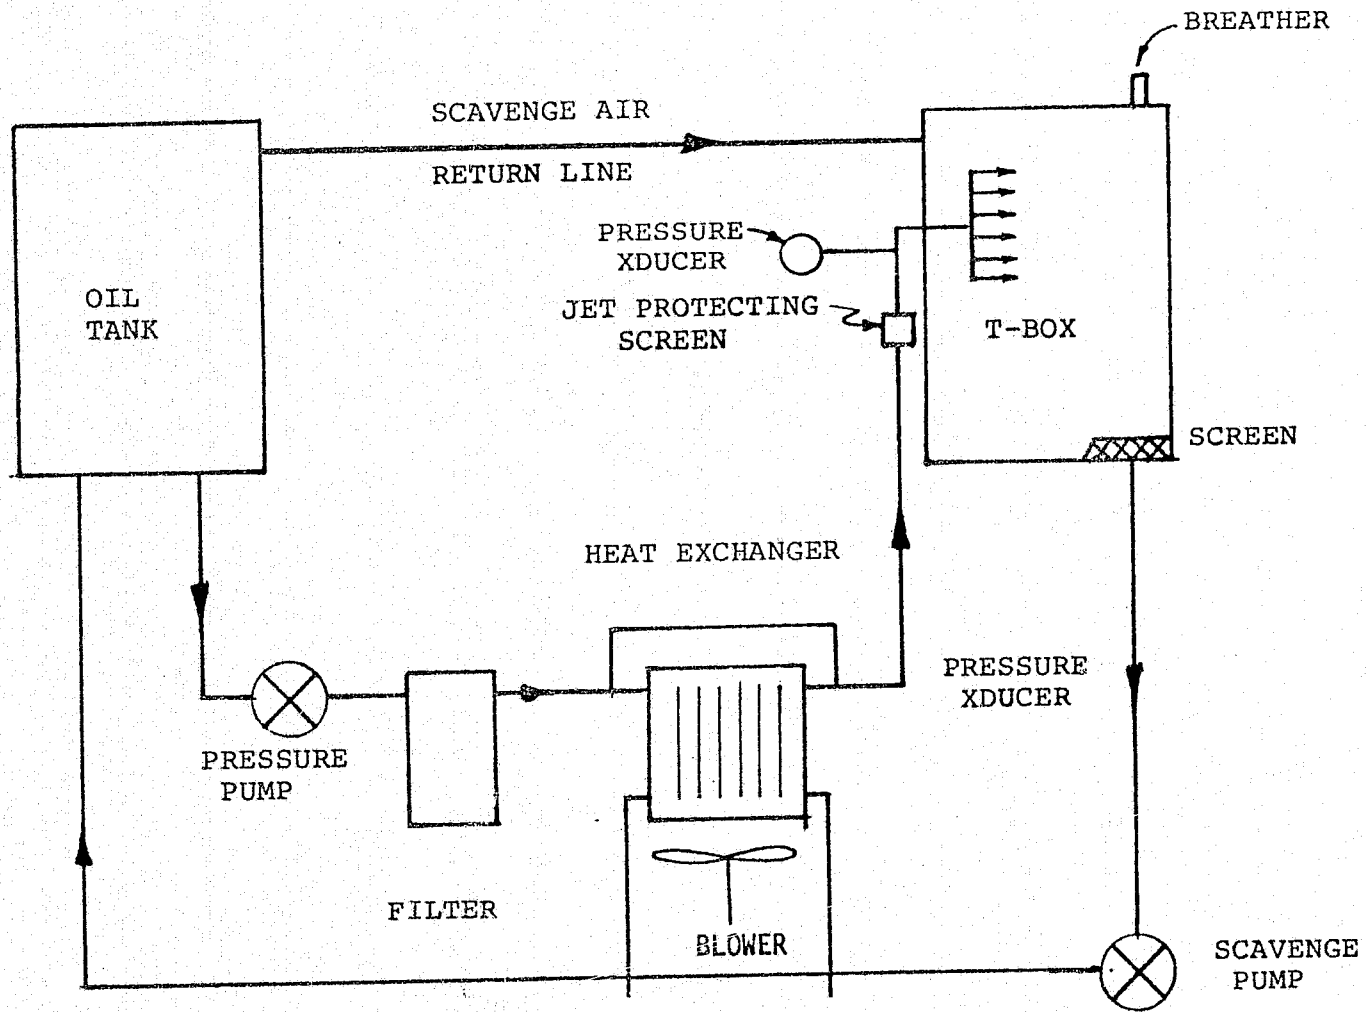 BREATHER
SCAVENGE AIR
RETURN LINE
PRESSURE
XDUCER
OIL
TANK
JET PROTECTING
SCREEN
T-BOX
SCREEN
HEAT EXCHANGER
PRESSURE
XDUCER
PRESSURE
PUMP
FILTER
BLOWER
SCAVENGE
PUMP